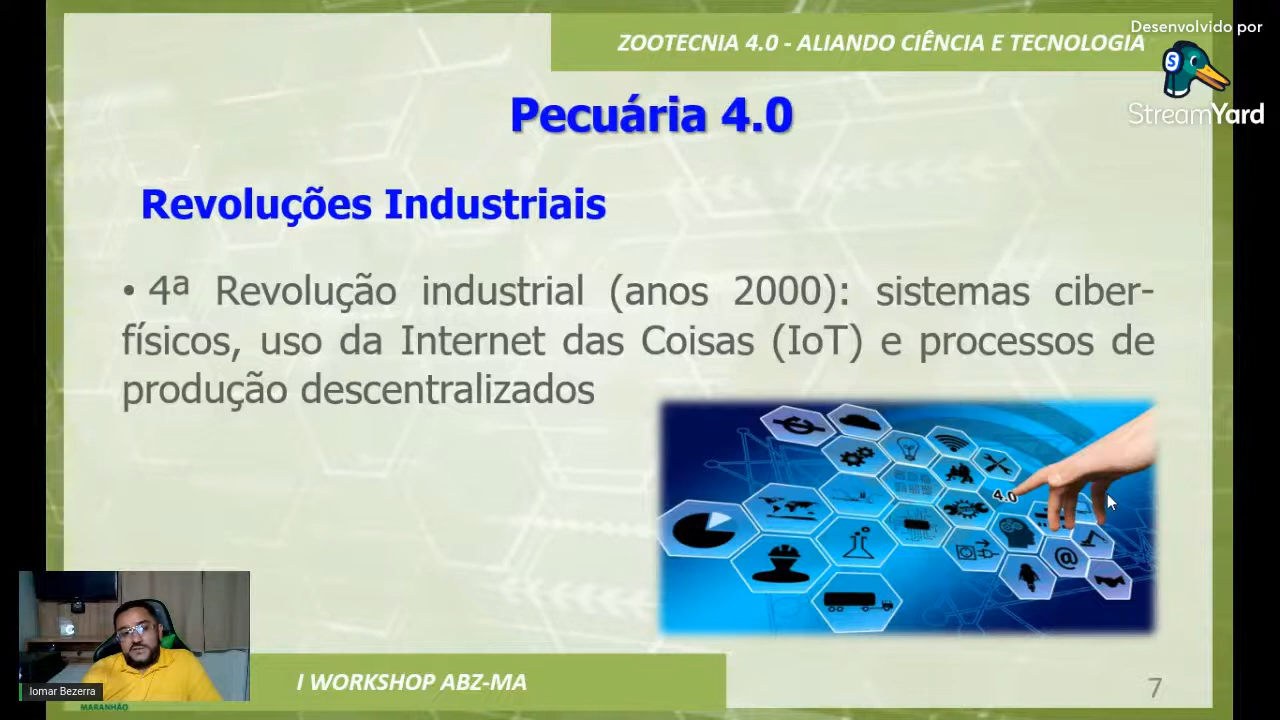 Desenvolvido por
StreamYard
ZOOTECNIA 4.0 - ALIANDO CIÊNCIA E TECNOLOGIA
Pecuária 4.0
Revoluções Industriais
• 4ª Revolução industrial (anos 2000): sistemas ciber-
físicos, uso da Internet das Coisas (IoT) e processos de
produção descentralizados
4.0
@
Iomar Bezerra
MARANHÃO
I WORKSHOP ABZ-MA
7